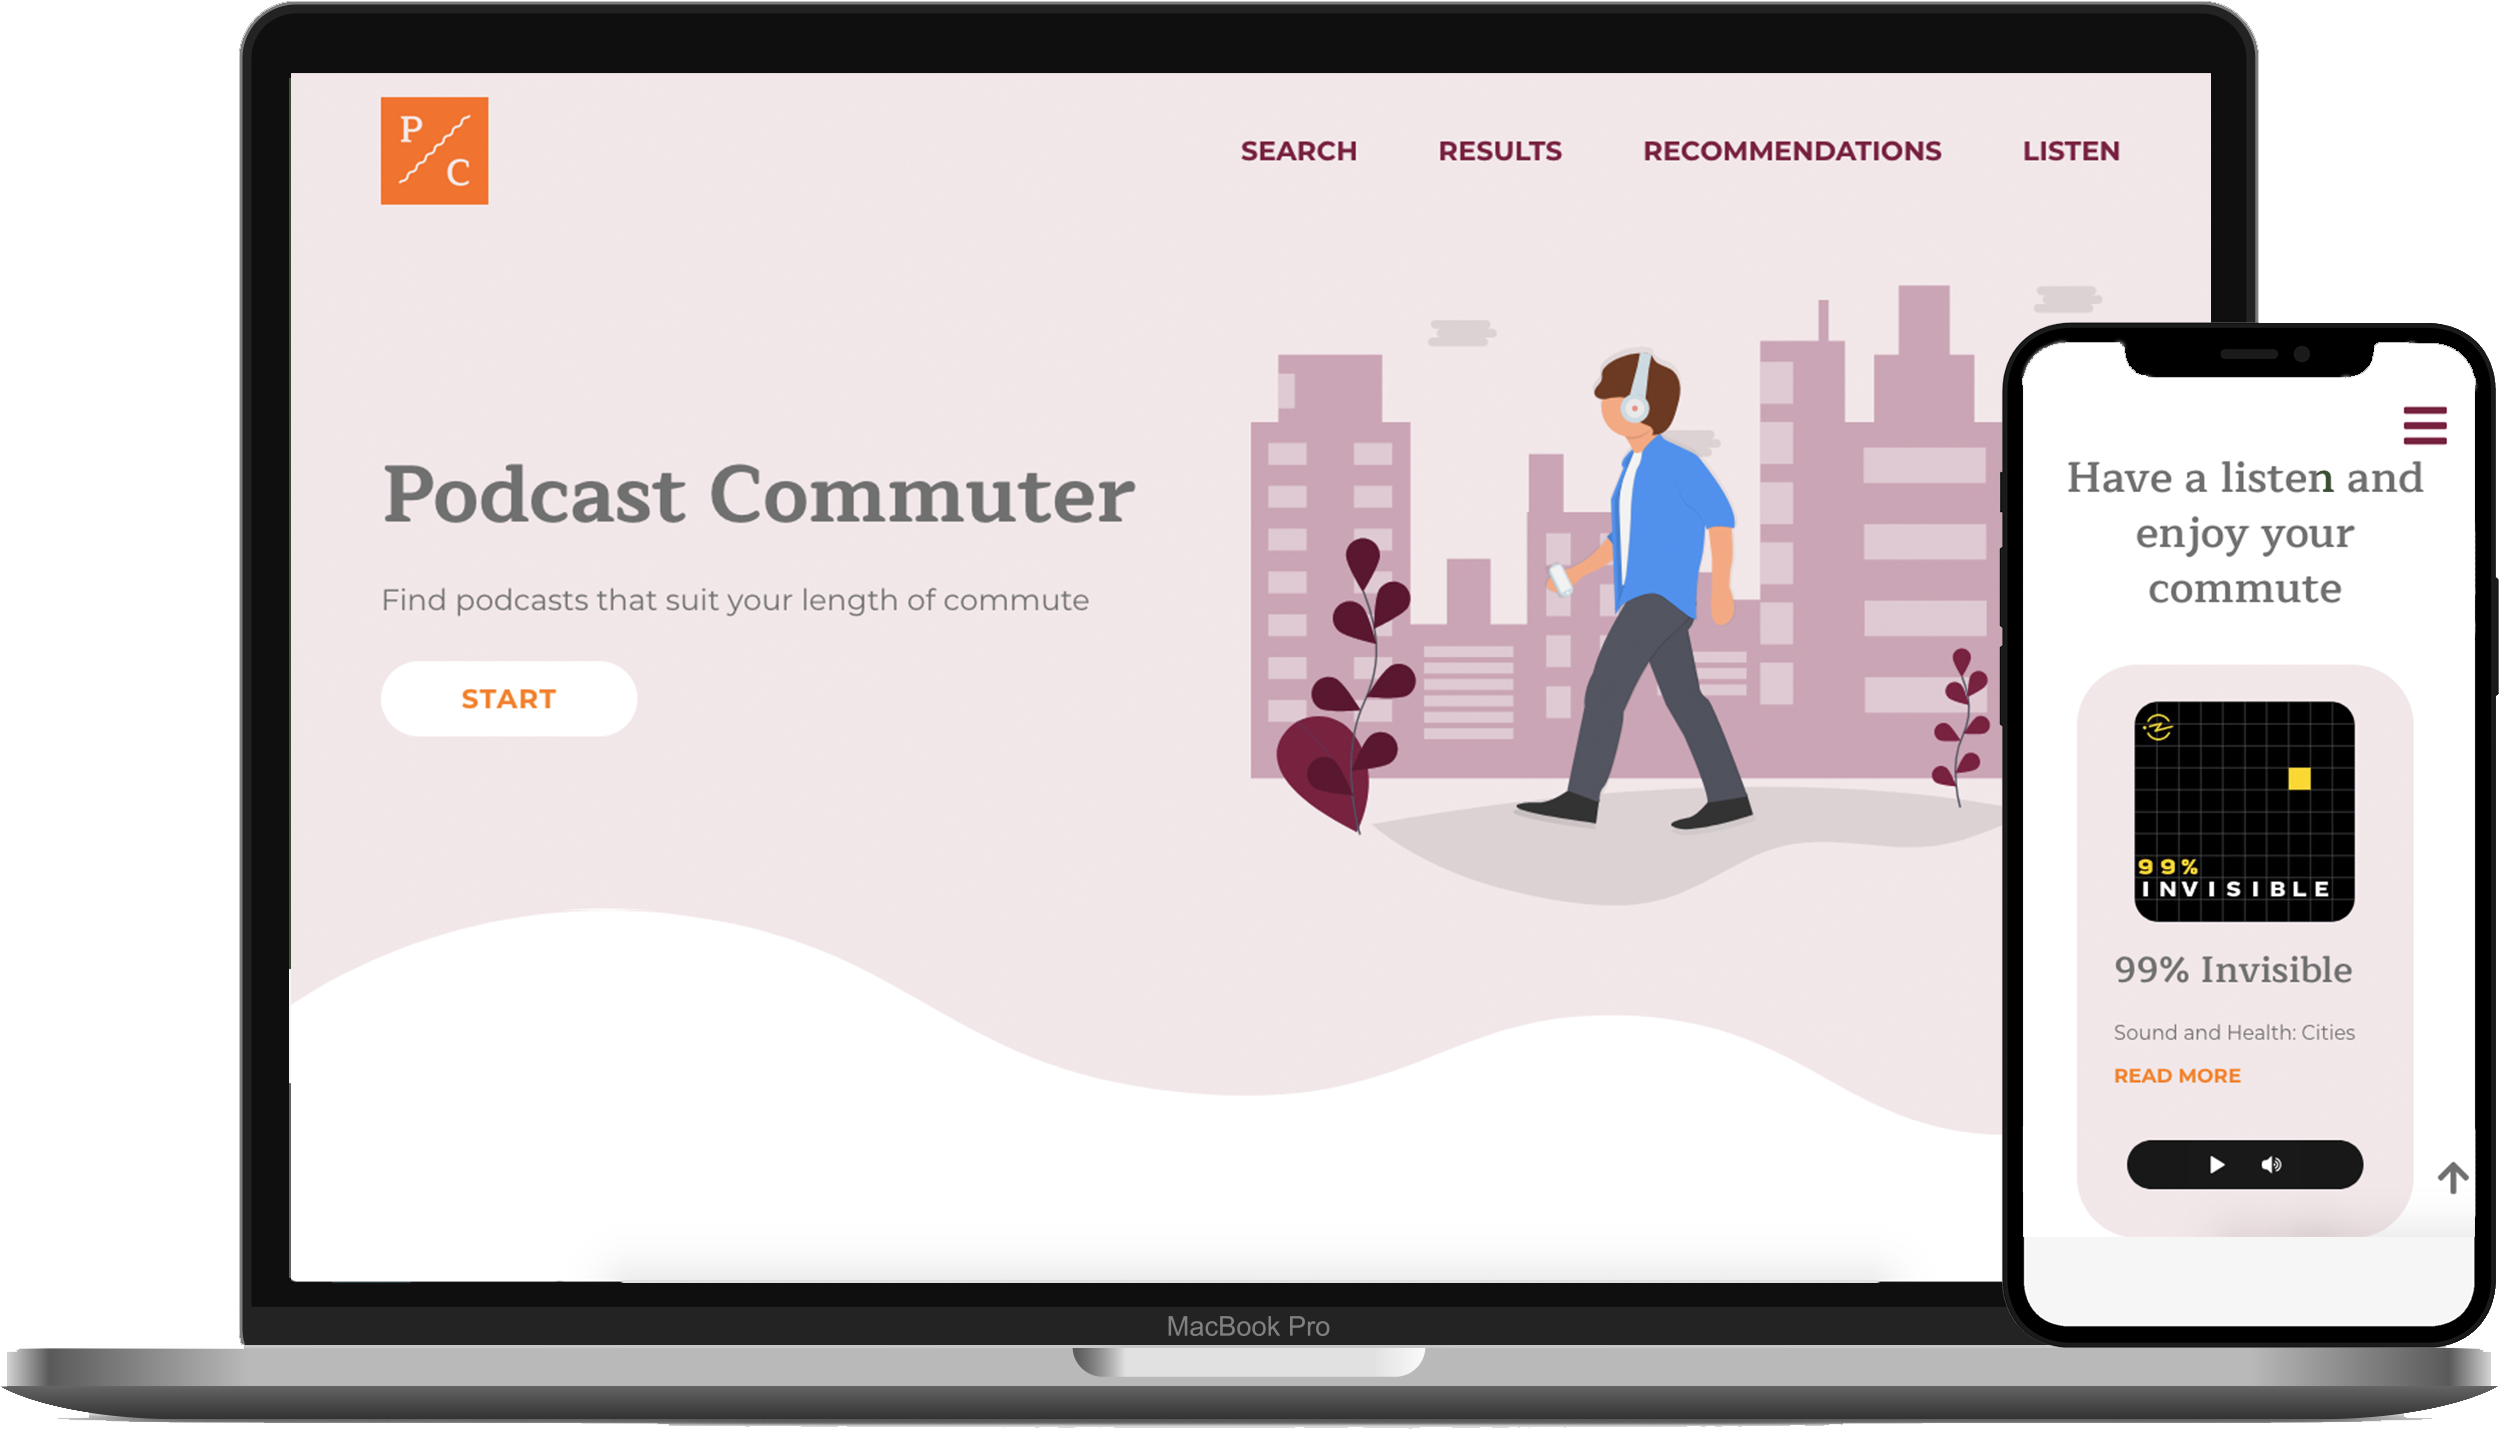 P
C
SEARCH RESULTS RECOMMENDATIONS LISTEN
Podcast Commuter
Find podcasts that suit your length of commute
START
MacBook Pro
Have a listen and
enjoy your
commute
99%
INVISIBLE
99% Invisible
Sound and Health: Cities
READ MORE